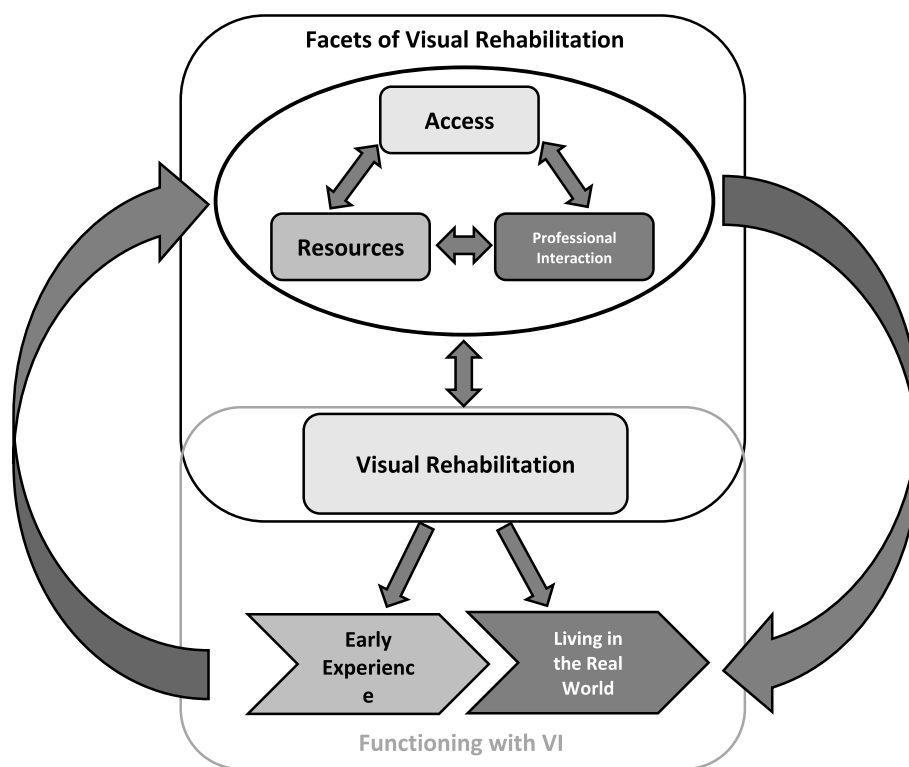 Facets of Visual Rehabilitation
Access
Resources
Professional
Interaction
Visual Rehabilitation
Early
Experienc
e
Living in
the Real
World
Functioning with VI